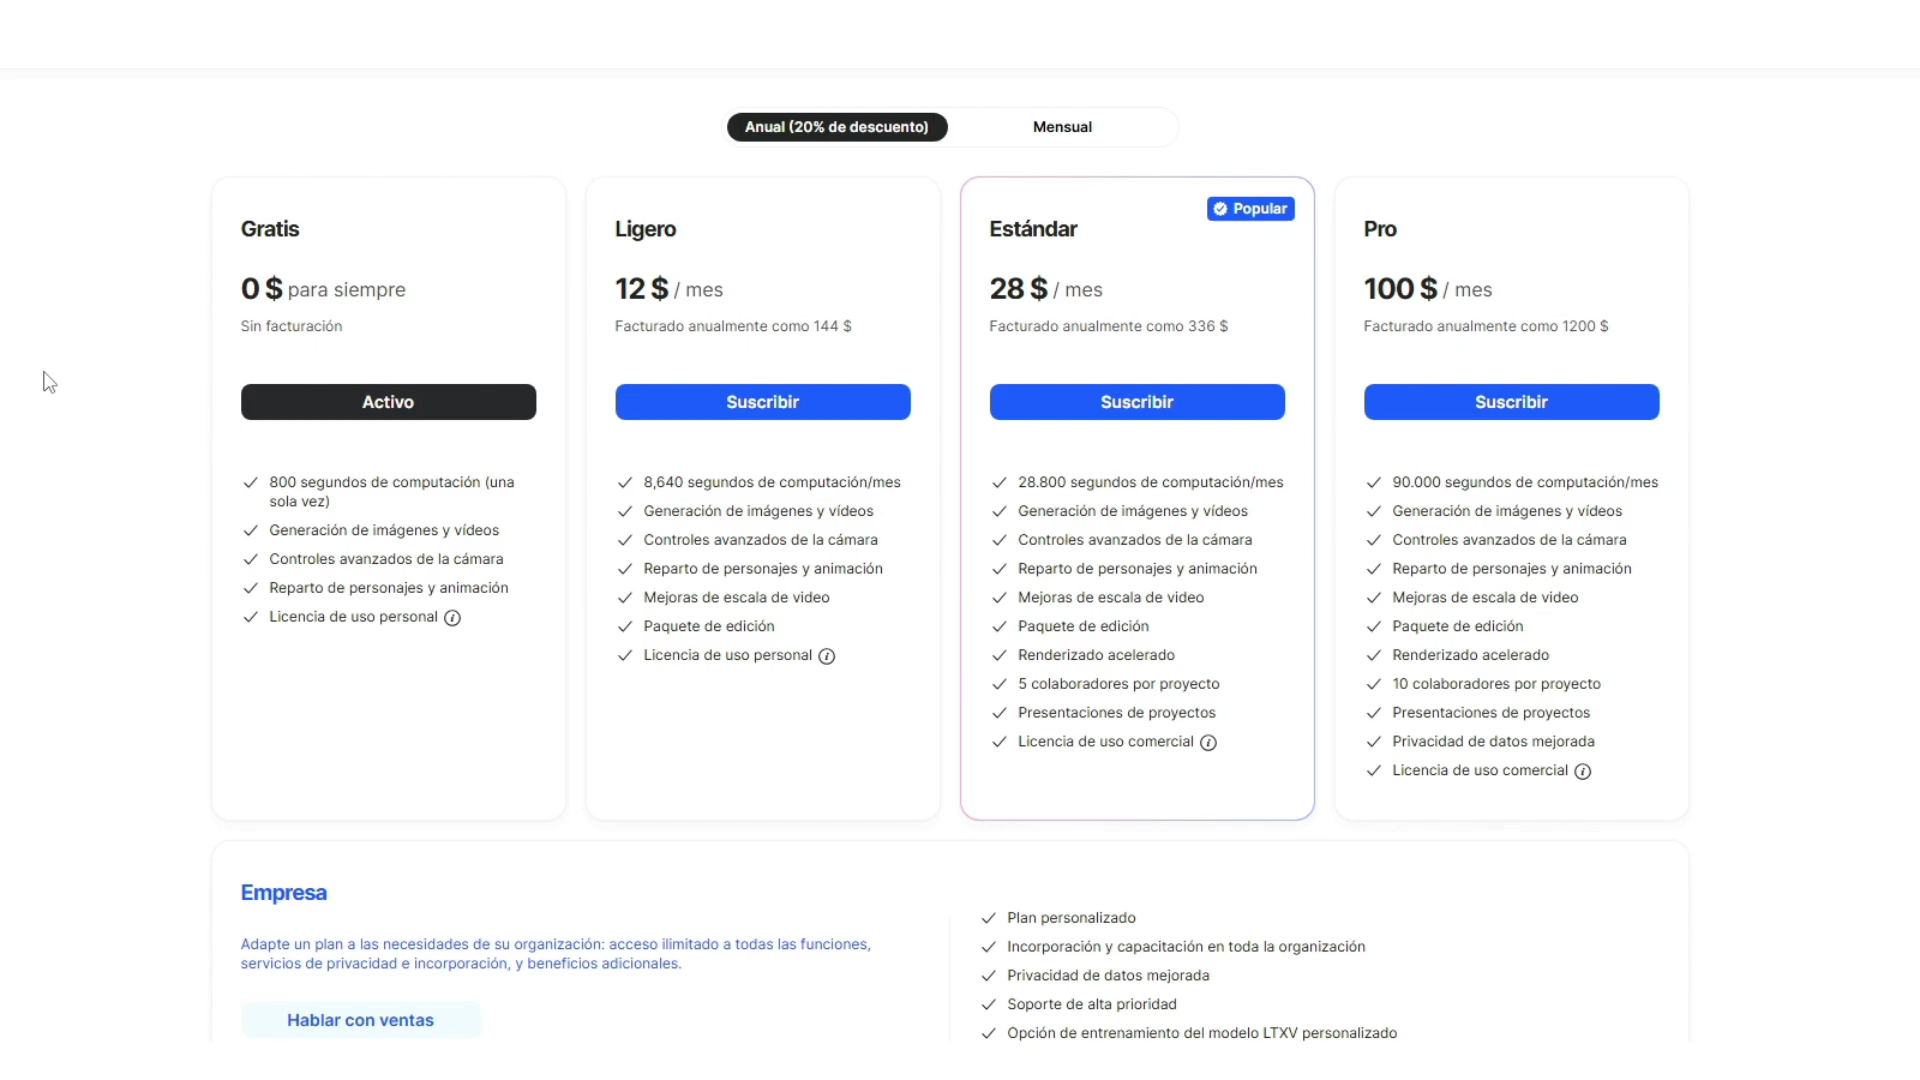 Anual (20% de descuento)
Mensual
Gratis
0 $ para siempre
Sin facturación
Activo
800 segundos de computación (una
sola vez)
Generación de imágenes y vídeos
Controles avanzados de la cámara
Reparto de personajes y animación
Licencia de uso personal
Ligero
12 $ / mes
Facturado anualmente como 144 $
Suscribir
8,640 segundos de computación/mes
Generación de imágenes y vídeos
Controles avanzados de la cámara
Reparto de personajes y animación
Mejoras de escala de video
Paquete de edición
Licencia de uso personal
Popular
Estándar
28 $ / mes
Facturado anualmente como 336 $
Suscribir
28.800 segundos de computación/mes
Generación de imágenes y vídeos
Controles avanzados de la cámara
Reparto de personajes y animación
Mejoras de escala de video
Paquete de edición
Renderizado acelerado
5 colaboradores por proyecto
Presentaciones de proyectos
Licencia de uso comercial
Pro
100 $ / mes
Facturado anualmente como 1200 $
Suscribir
90.000 segundos de computación/mes
Generación de imágenes y vídeos
Controles avanzados de la cámara
Reparto de personajes y animación
Mejoras de escala de video
Paquete de edición
Renderizado acelerado
10 colaboradores por proyecto
Presentaciones de proyectos
Privacidad de datos mejorada
Licencia de uso comercial
Empresa
Adapte un plan a las necesidades de su organización: acceso ilimitado a todas las funciones,
servicios de privacidad e incorporación, y beneficios adicionales.
Hablar con ventas
Plan personalizado
Incorporación y capacitación en toda la organización
Privacidad de datos mejorada
Soporte de alta prioridad
Opción de entrenamiento del modelo LTXV personalizado